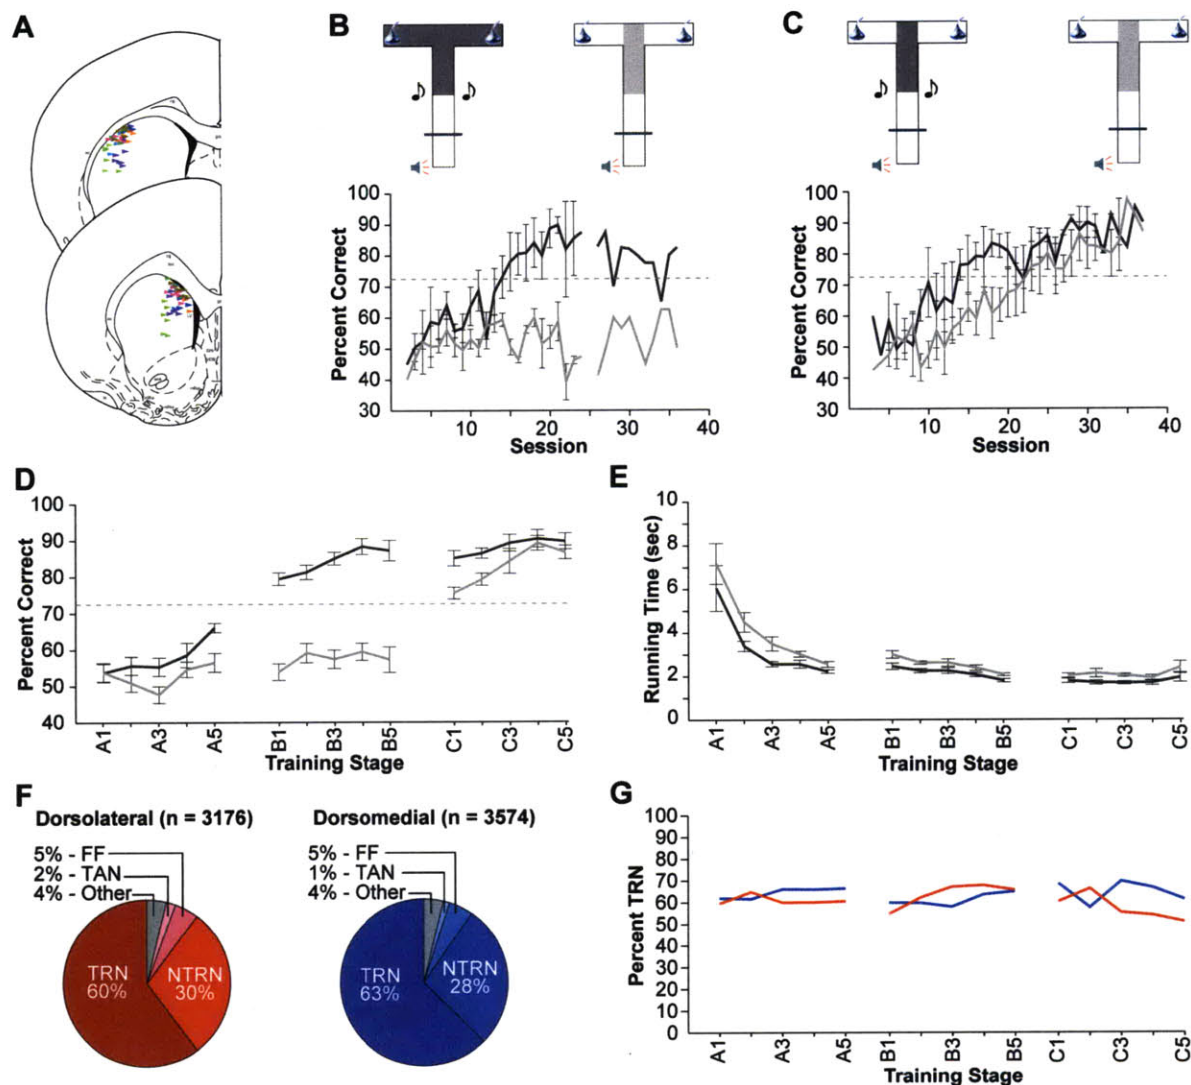 A
B
C
Percent Correct
100
90
80
70
60
50
40
30
10
20
30
40
Session
Percent Correct
100
90
80
70
60
50
40
30
10
20
30
40
Session
D
Percent Correct
100
90
80
70
60
50
40
A1
A3
A5
B1
B3
B5
C1
C3
C5
Training Stage
E
Running Time (sec)
10
8
6
4
2
0
A1
A3
A5
B1
B3
B5
C1
C3
C5
Training Stage
F
Dorsolateral (n = 3176)
5% - FF
2% - TAN
4% - Other
TRN
60%
NTRN
30%
Dorsomedial (n = 3574)
5% - FF
1% - TAN
4% - Other
TRN
63%
NTRN
28%
G
Percent TRN
100
90
80
70
60
50
40
30
20
10
0
A1
A3
A5
B1
B3
B5
C1
C3
C5
Training Stage